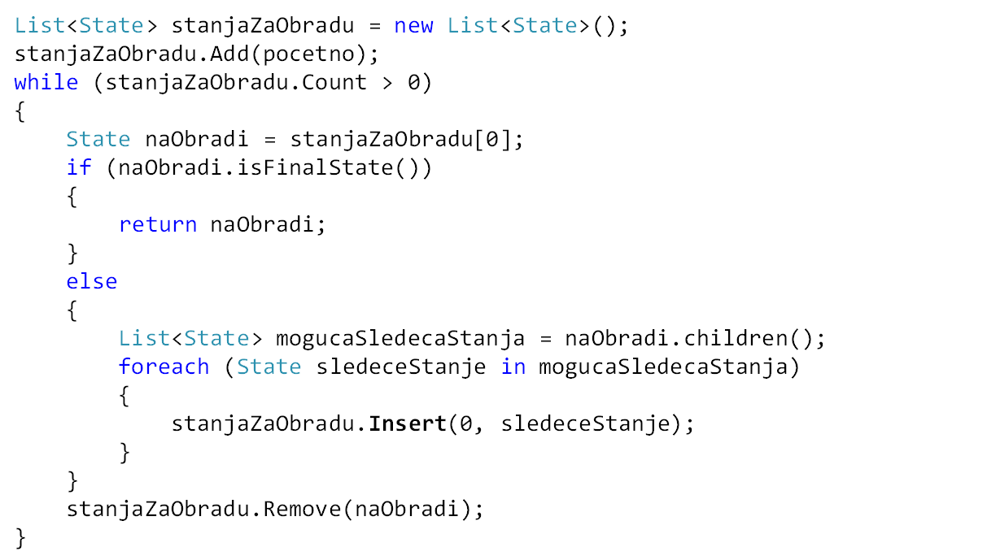 List<State> stanjaZaObradu = new List<State>();
stanjaZaObradu.Add(pocetno);
while (stanjaZaObradu.Count > 0)
{
    State naObradi = stanjaZaObradu[0];
    if (naObradi.isFinalState())
    {
        return naObradi;
    }
    else
    {
        List<State> mogucaSledecaStanja = naObradi.children();
        foreach (State sledeceStanje in mogucaSledecaStanja)
        {
            stanjaZaObradu.Insert(0, sledeceStanje);
        }
    }
    stanjaZaObradu.Remove(naObradi);
}